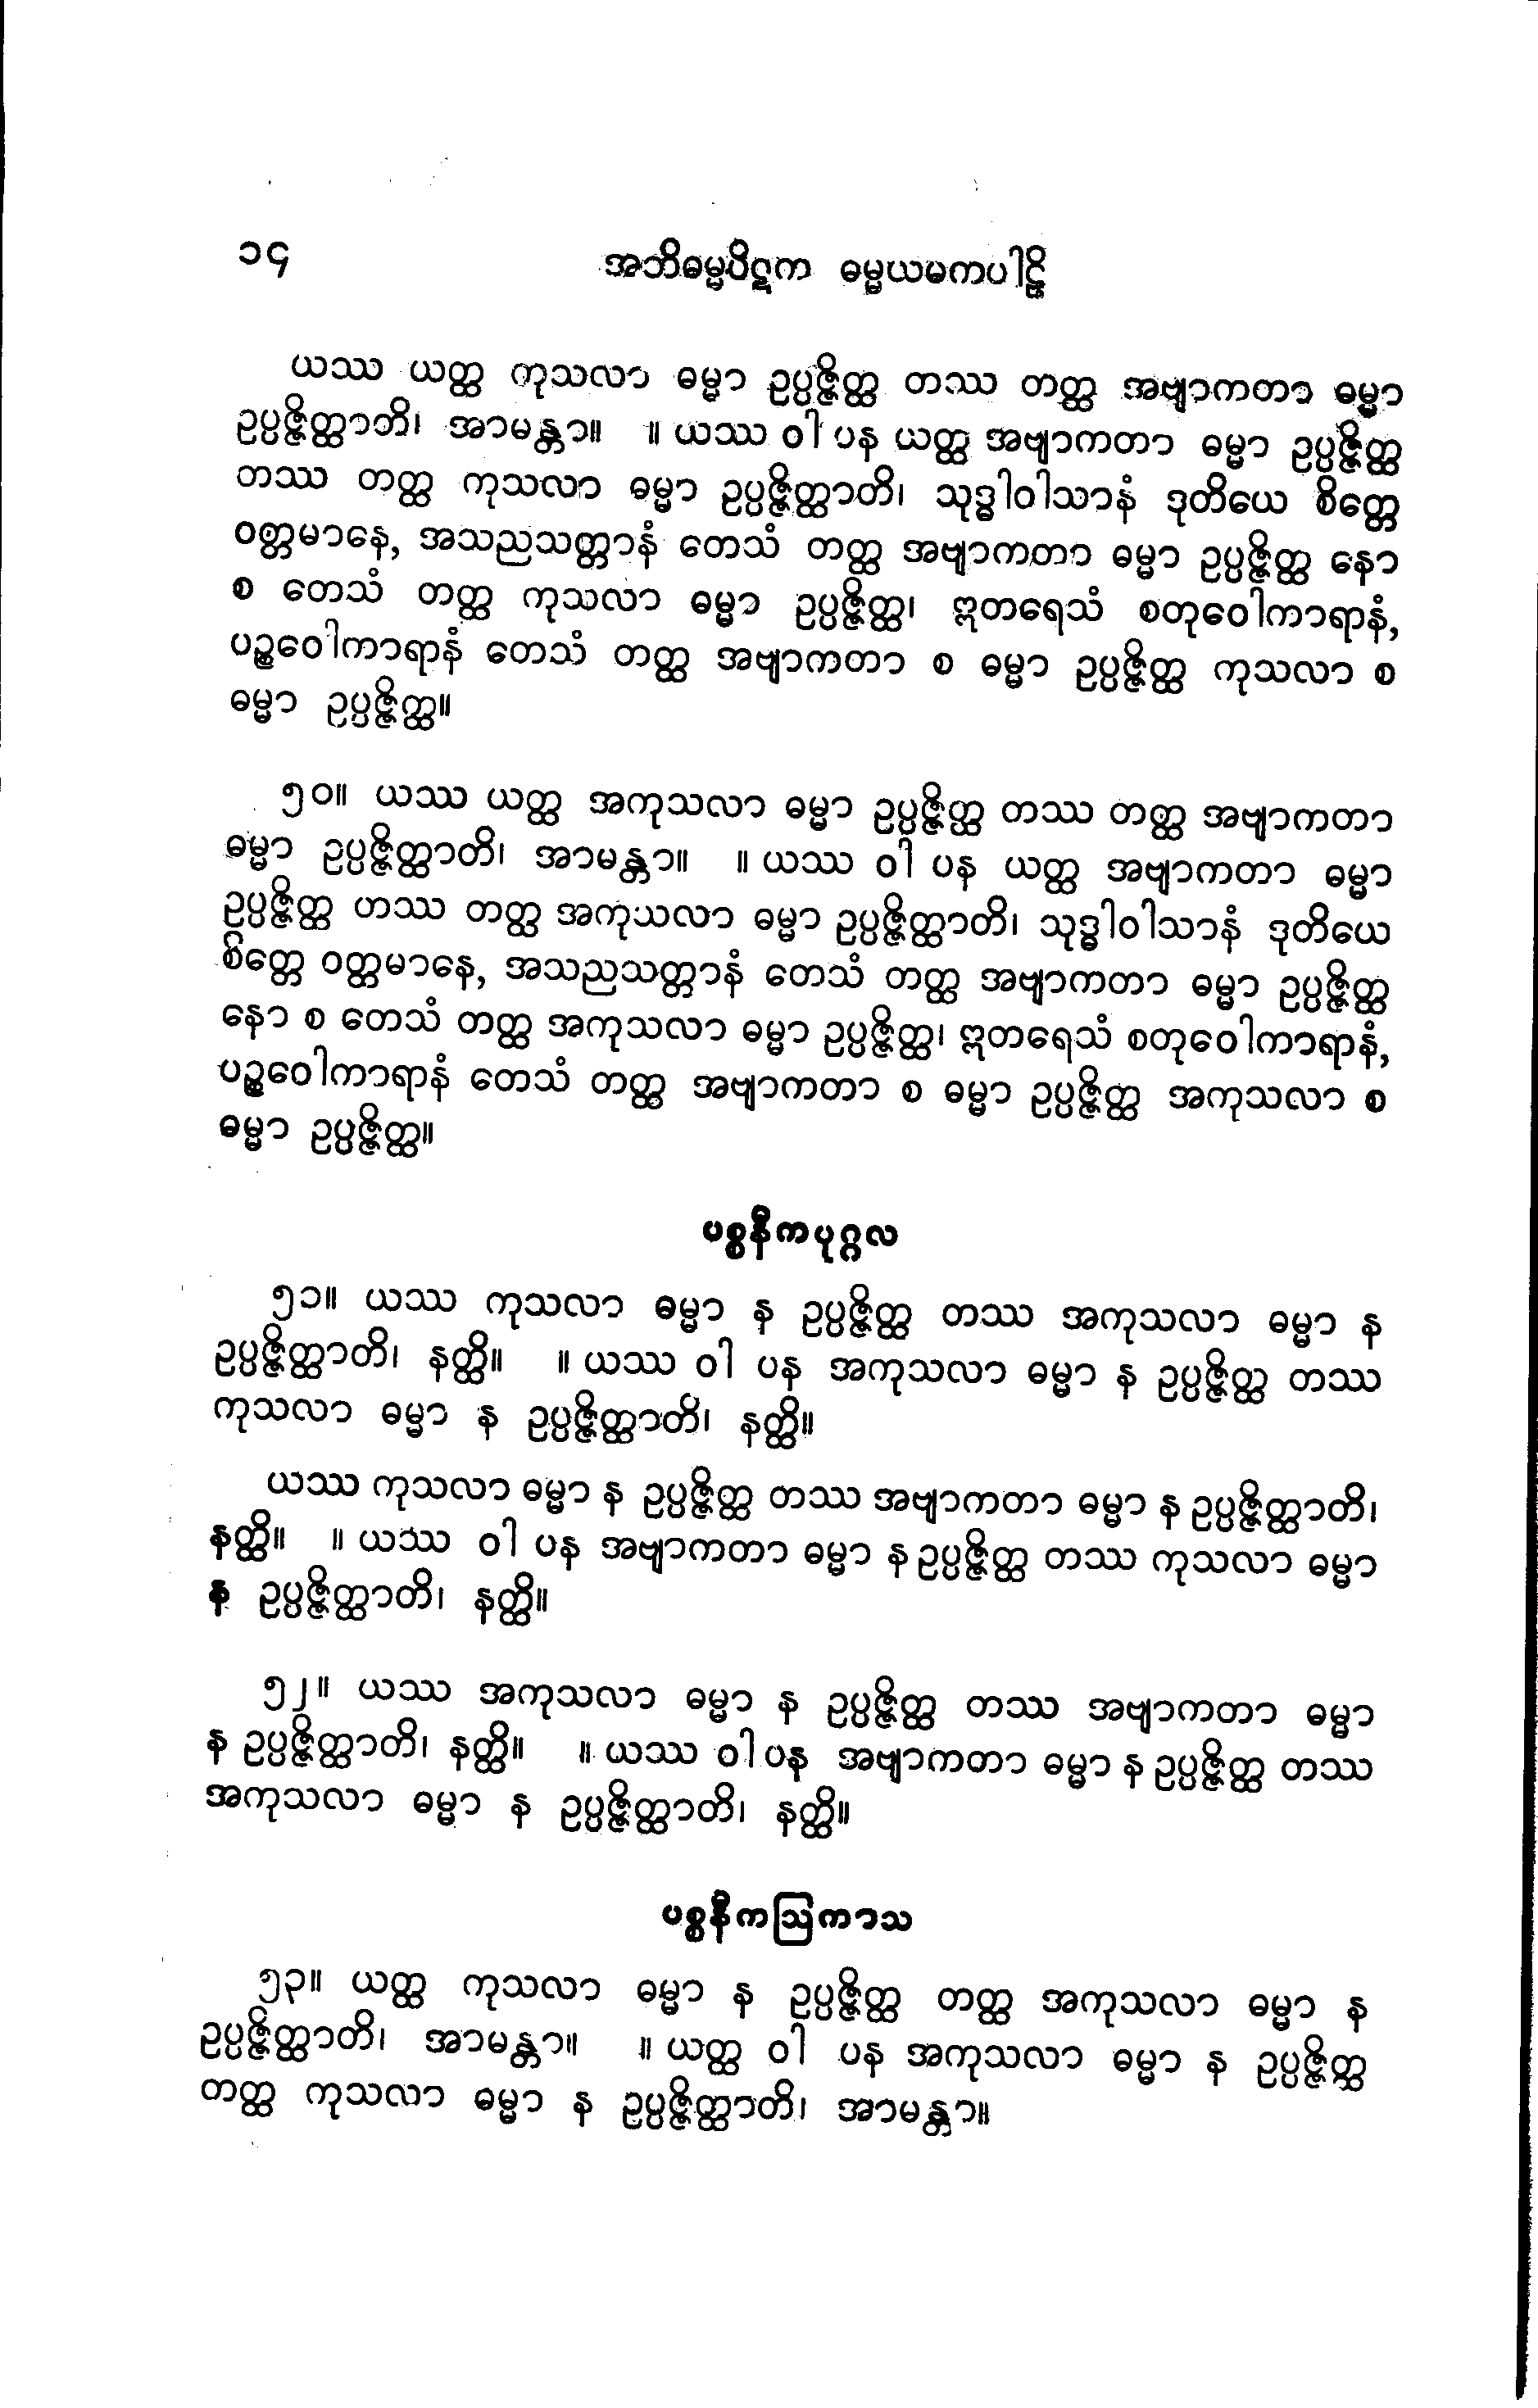 ၁၄ အဘိဓမ္မပိဋက ဓမ္မယမကပါဠိ
ယဿ ယတ္ထ ကုသလာ ဓမ္မာ ဥပ္ပဇ္ဇိတ္ထ တဿ တတ္ထ အဗျာကတာ ဓမ္မာ
ဥပ္ပဇ္ဇိတ္ထာတိ၊ အာမန္တာ။ ။ ယဿ ဝါ ပန ယတ္ထ အဗျာကတာ ဓမ္မာ ဥပ္ပဇ္ဇိတ္ထ
တဿ တတ္ထ ကုသလာ ဓမ္မာ ဥပ္ပဇ္ဇိတ္ထာတိ၊ သုဒ္ဓါဝါသာနံ ဒုတိယေ စိတ္တေ
ဝတ္တမာနေ, အသညသတ္တာနံ တေသံ တတ္ထ အဗျာကတာ ဓမ္မာ ဥပ္ပဇ္ဇိတ္ထ နော
စ တေသံ တတ္ထ ကုသလာ ဓမ္မာ ဥပ္ပဇ္ဇိတ္ထ၊ ဣတရေသံ စတုဝေါကာရာနံ,
ပဉ္စဝေါကာရာနံ တေသံ တတ္ထ အဗျာကတာ စ ဓမ္မာ ဥပ္ပဇ္ဇိတ္ထ ကုသလာ စ
ဓမ္မာ ဥပ္ပဇ္ဇိတ္ထ။
၅၀။ ယဿ ယတ္ထ အကုသလာ ဓမ္မာ ဥပ္ပဇ္ဇိတ္ထ တဿ တတ္ထ အဗျာကတာ
ဓမ္မာ ဥပ္ပဇ္ဇိတ္ထာတိ၊ အာမန္တာ။ ။ ယဿ ဝါ ပန ယတ္ထ အဗျာကတာ ဓမ္မာ
ဥပ္ပဇ္ဇိတ္ထ တဿ တတ္ထ အကုသလာ ဓမ္မာ ဥပ္ပဇ္ဇိတ္ထာတိ၊ သုဒ္ဓါဝါသာနံ ဒုတိယေ
စိတ္တေ ဝတ္တမာနေ, အသညသတ္တာနံ တေသံ တတ္ထ အဗျာကတာ ဓမ္မာ ဥပ္ပဇ္ဇိတ္ထ
နော စ တေသံ တတ္ထ အကုသလာ ဓမ္မာ ဥပ္ပဇ္ဇိတ္ထ၊ ဣတရေသံ စတုဝေါကာရာနံ,
ပဉ္စဝေါကာရာနံ တေသံ တတ္ထ အဗျာကတာ စ ဓမ္မာ ဥပ္ပဇ္ဇိတ္ထ အကုသလာ စ
ဓမ္မာ ဥပ္ပဇ္ဇိတ္ထ။
ပစ္စနီကပုဂ္ဂလ
၅၁။ ယဿ ကုသလာ ဓမ္မာ န ဥပ္ပဇ္ဇိတ္ထ တဿ အကုသလာ ဓမ္မာ န
ဥပ္ပဇ္ဇိတ္ထာတိ၊ နတ္ထိ။ ။ ယဿ ဝါ ပန အကုသလာ ဓမ္မာ န ဥပ္ပဇ္ဇိတ္ထ တဿ
ကုသလာ ဓမ္မာ န ဥပ္ပဇ္ဇိတ္ထာတိ၊ နတ္ထိ။
ယဿ ကုသလာ ဓမ္မာ န ဥပ္ပဇ္ဇိတ္ထ တဿ အဗျာကတာ ဓမ္မာ န ဥပ္ပဇ္ဇိတ္ထာတိ၊
နတ္ထိ။ ။ ယဿ ဝါ ပန အဗျာကတာ ဓမ္မာ န ဥပ္ပဇ္ဇိတ္ထ တဿ ကုသလာ ဓမ္မာ
န ဥပ္ပဇ္ဇိတ္ထာတိ၊ နတ္ထိ။
၅၂။ ယဿ အကုသလာ ဓမ္မာ န ဥပ္ပဇ္ဇိတ္ထ တဿ အဗျာကတာ ဓမ္မာ
န ဥပ္ပဇ္ဇိတ္ထာတိ၊ နတ္ထိ။ ။ ယဿ ဝါ ပန အဗျာကတာ ဓမ္မာ န ဥပ္ပဇ္ဇိတ္ထ တဿ
အကုသလာ ဓမ္မာ န ဥပ္ပဇ္ဇိတ္ထာတိ၊ နတ္ထိ။
ပစ္စနီကဩကာသ
၅၃။ ယတ္ထ ကုသလာ ဓမ္မာ န ဥပ္ပဇ္ဇိတ္ထ တတ္ထ အကုသလာ ဓမ္မာ န
ဥပ္ပဇ္ဇိတ္ထာတိ၊ အာမန္တာ။ ။ ယတ္ထ ဝါ ပန အကုသလာ ဓမ္မာ န ဥပ္ပဇ္ဇိတ္ထ
တတ္ထ ကုသလာ ဓမ္မာ န ဥပ္ပဇ္ဇိတ္ထာတိ၊ အာမန္တာ။